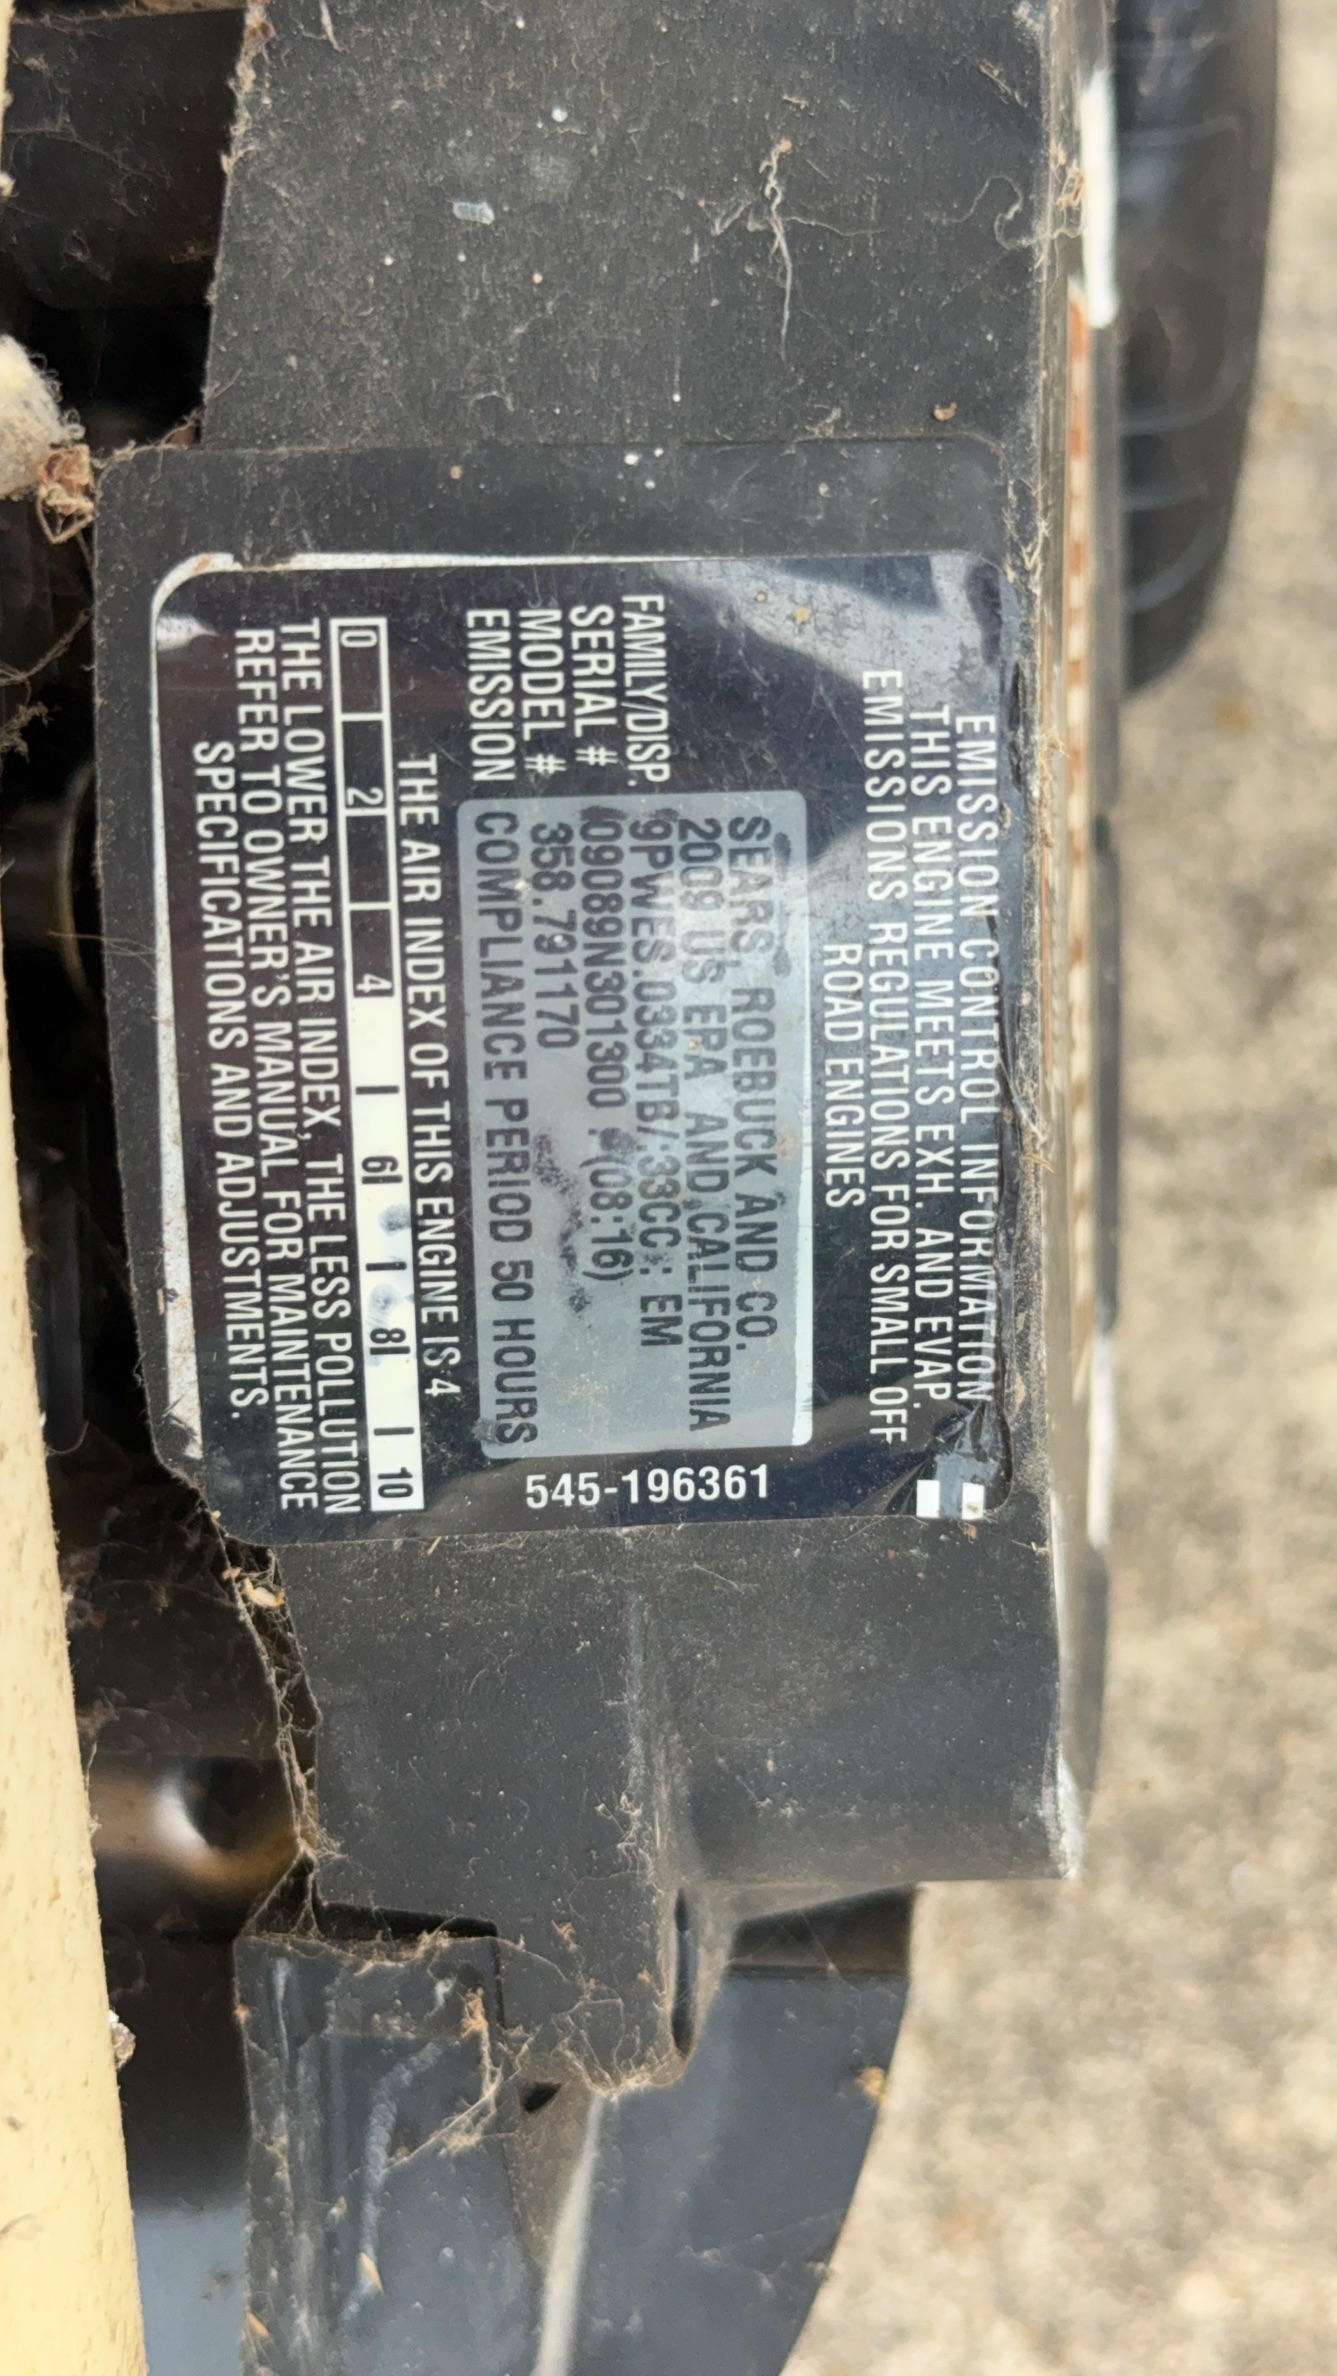 EMISSION CONTROL INFORMATION
THIS ENGINE MEETS EXH. AND EVAP.
EMISSIONS REGULATIONS FOR SMALL OFF
ROAD ENGINES
SEARS, ROEBUCK AND CO.
2009 US EPA AND CALIFORNIA
FAMILY/DISP. 9PWES.0334TB/:33CC: EM
SERIAL # 09089N301300 (08:16)
MODEL # 358.791170
EMISSION COMPLIANCE PERIOD 50 HOURS
545-196361
THE AIR INDEX OF THIS ENGINE IS 4
0 | 2| | 4 | 6| | 8| | 10
THE LOWER THE AIR INDEX, THE LESS POLLUTION
REFER TO OWNER'S MANUAL FOR MAINTENANCE
SPECIFICATIONS AND ADJUSTMENTS.